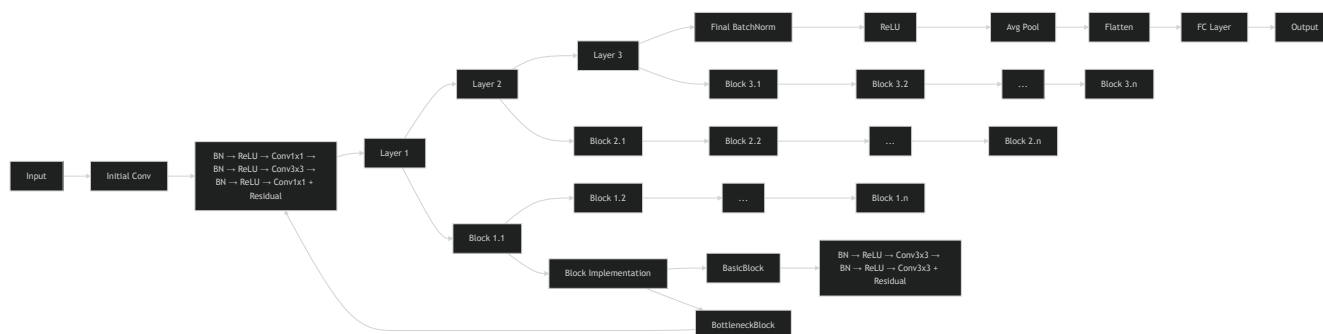 Final BatchNorm
ReLU
Avg Pool
Flatten
FC Layer
Output
Layer 3
Layer 2
Block 3.1
Block 3.2
...
Block 3.n
Layer 1
Block 2.1
Block 2.2
...
Block 2.n
Input
Initial Conv
BN → ReLU → Conv1x1 →
BN → ReLU → Conv3x3 →
BN → ReLU → Conv1x1 +
Residual
Block 1.2
...
Block 1.n
Block 1.1
Block Implementation
BasicBlock
BN → ReLU → Conv3x3 →
BN → ReLU → Conv3x3 +
Residual
BottleneckBlock